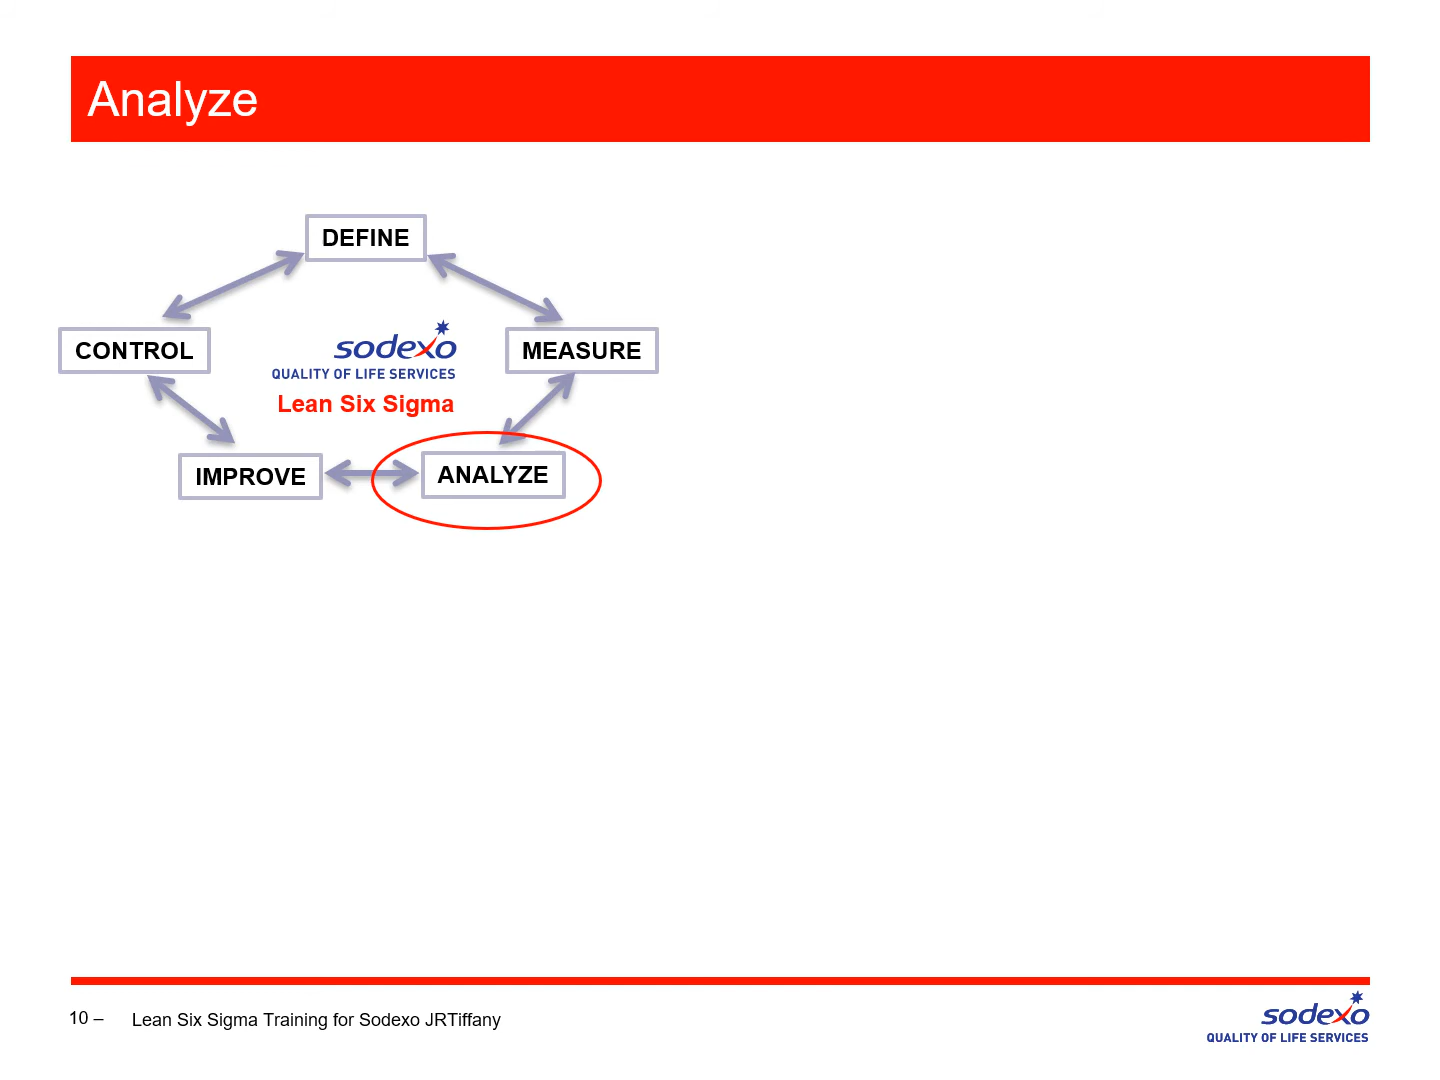 Analyze
DEFINE
CONTROL
MEASURE
sodexo
QUALITY OF LIFE SERVICES
Lean Six Sigma
IMPROVE
ANALYZE
10 –
Lean Six Sigma Training for Sodexo JRTiffany
sodexo
QUALITY OF LIFE SERVICES